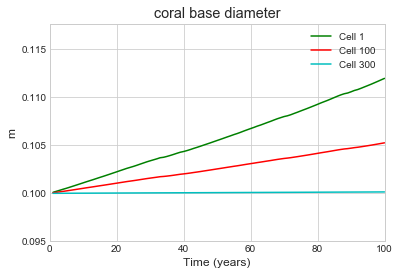 coral base diameter
Cell 1
Cell 100
Cell 300
m
0.115
0.110
0.105
0.100
0.095
0 20 40 60 80 100
Time (years)